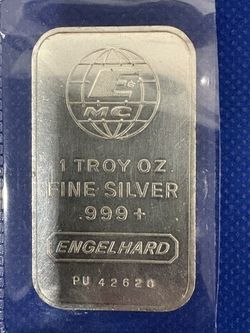 E
MC
1 TROY OZ.
FINE SILVER
.999+
ENGELHARD
PU 42620